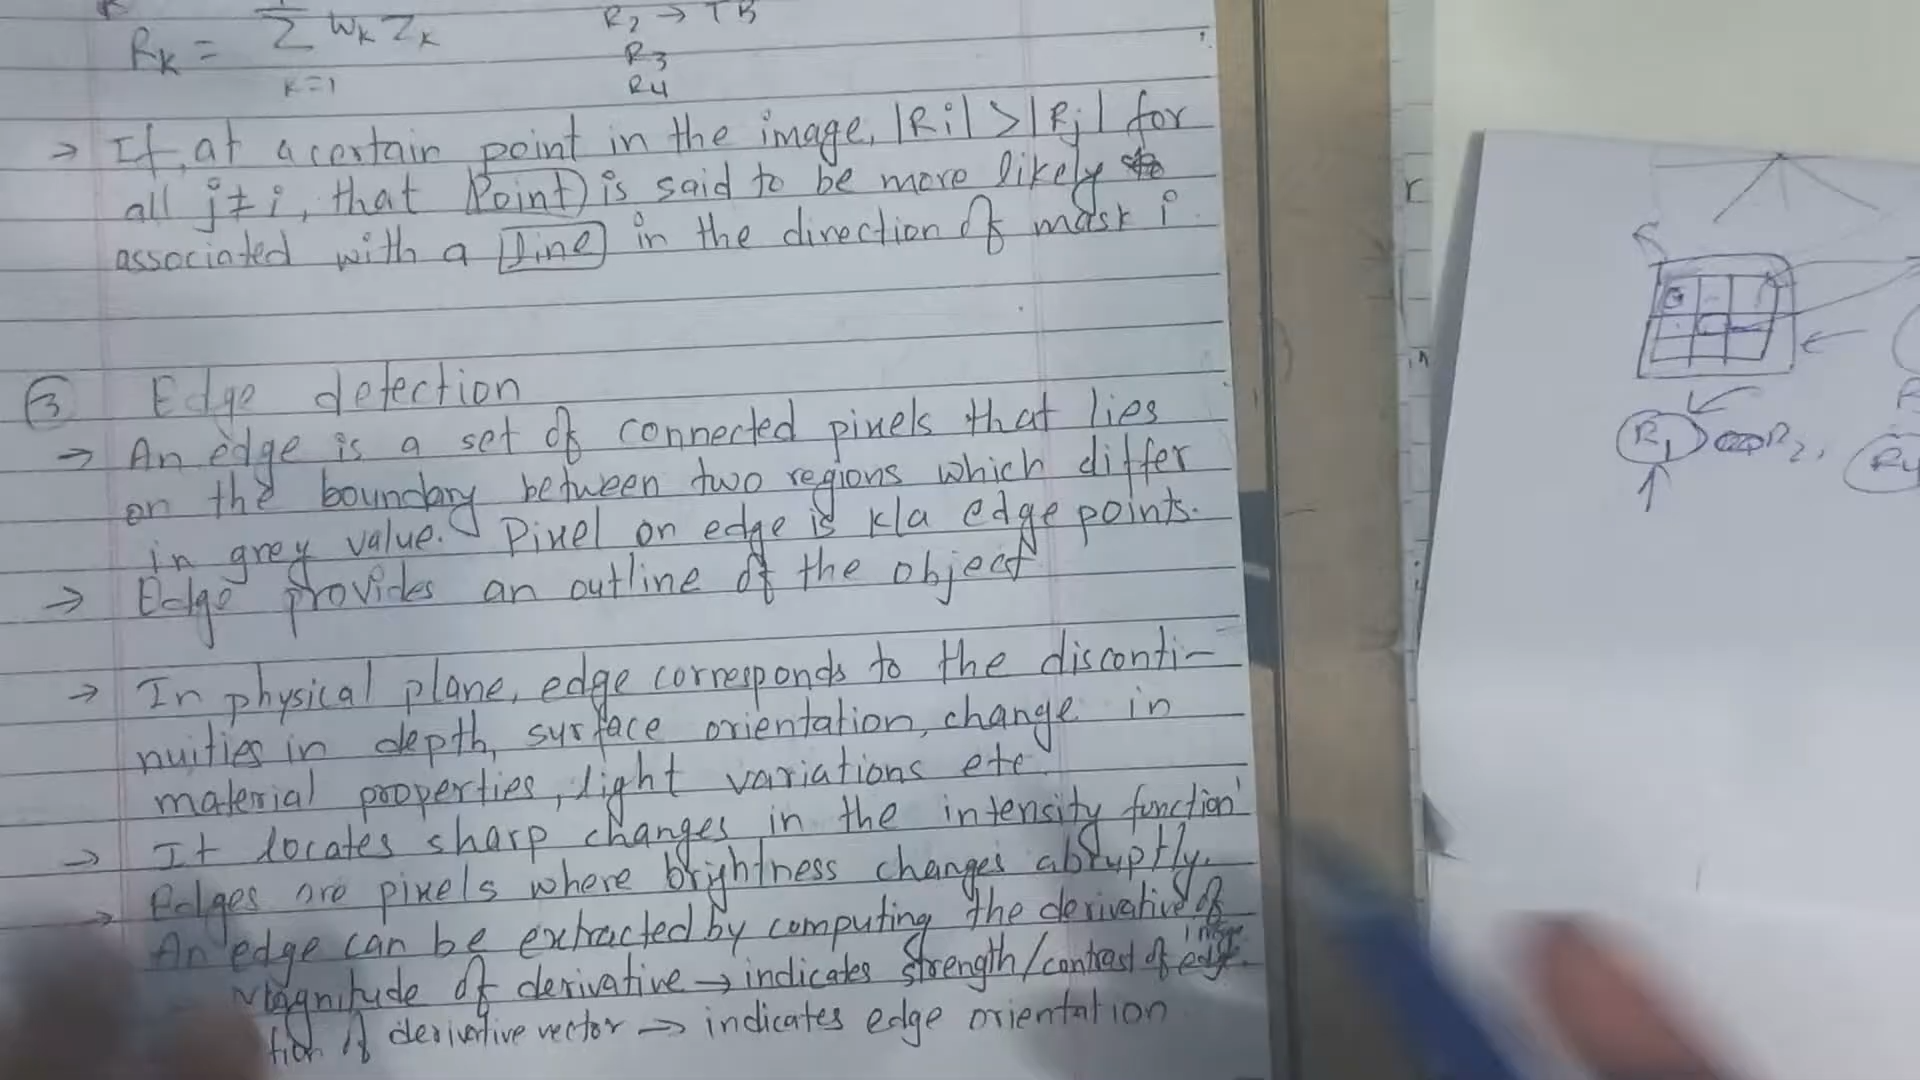 Rk = Σ Wk Zk
k=1
R2 → TB
R3
R4
→ If, at a certain point in the image, |Ri| > |Rj| for
all j ≠ i, that Point is said to be more likely
associated with a line in the direction of mask i
③ Edge detection
→ An edge is a set of connected pixels that lies
on the boundary between two regions which differ
in grey value. Pixel on edge is k/a edge points.
→ Edge provides an outline of the object
→ In physical plane, edge corresponds to the disconti-
nuities in depth, surface orientation, change in
material properties, light variations etc.
→ It locates sharp changes in the intensity function
→ Edges are pixels where brightness changes abruptly.
An edge can be extracted by computing the derivative of image
Magnitude of derivative → indicates strength/contrast of edge.
tion of derivative vector → indicates edge orientation
R1 R2,
R4